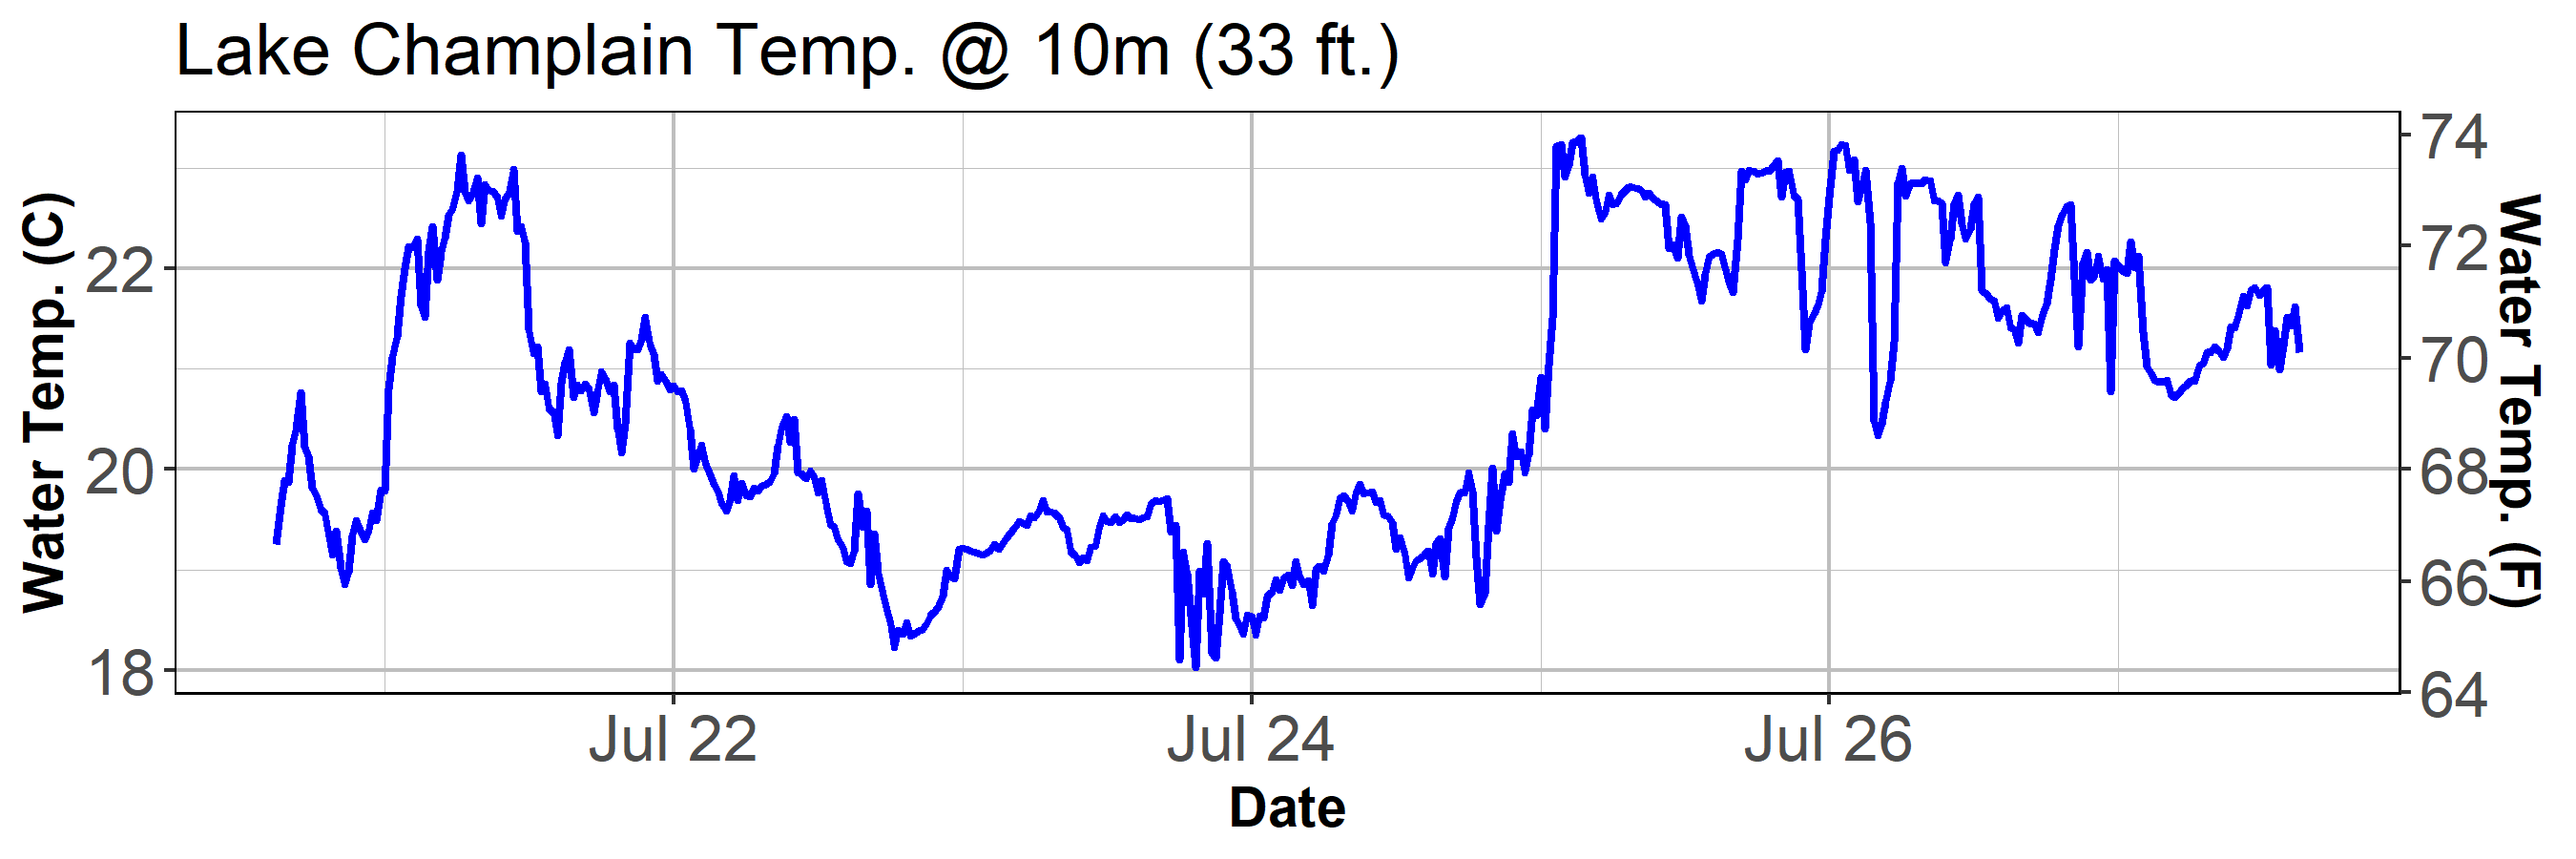 Lake Champlain Temp. @ 10m (33 ft.)
Water Temp. (C)
22
20
18
74
72
70
68
66
64
Water Temp. (F)
Jul 22
Jul 24
Jul 26
Date